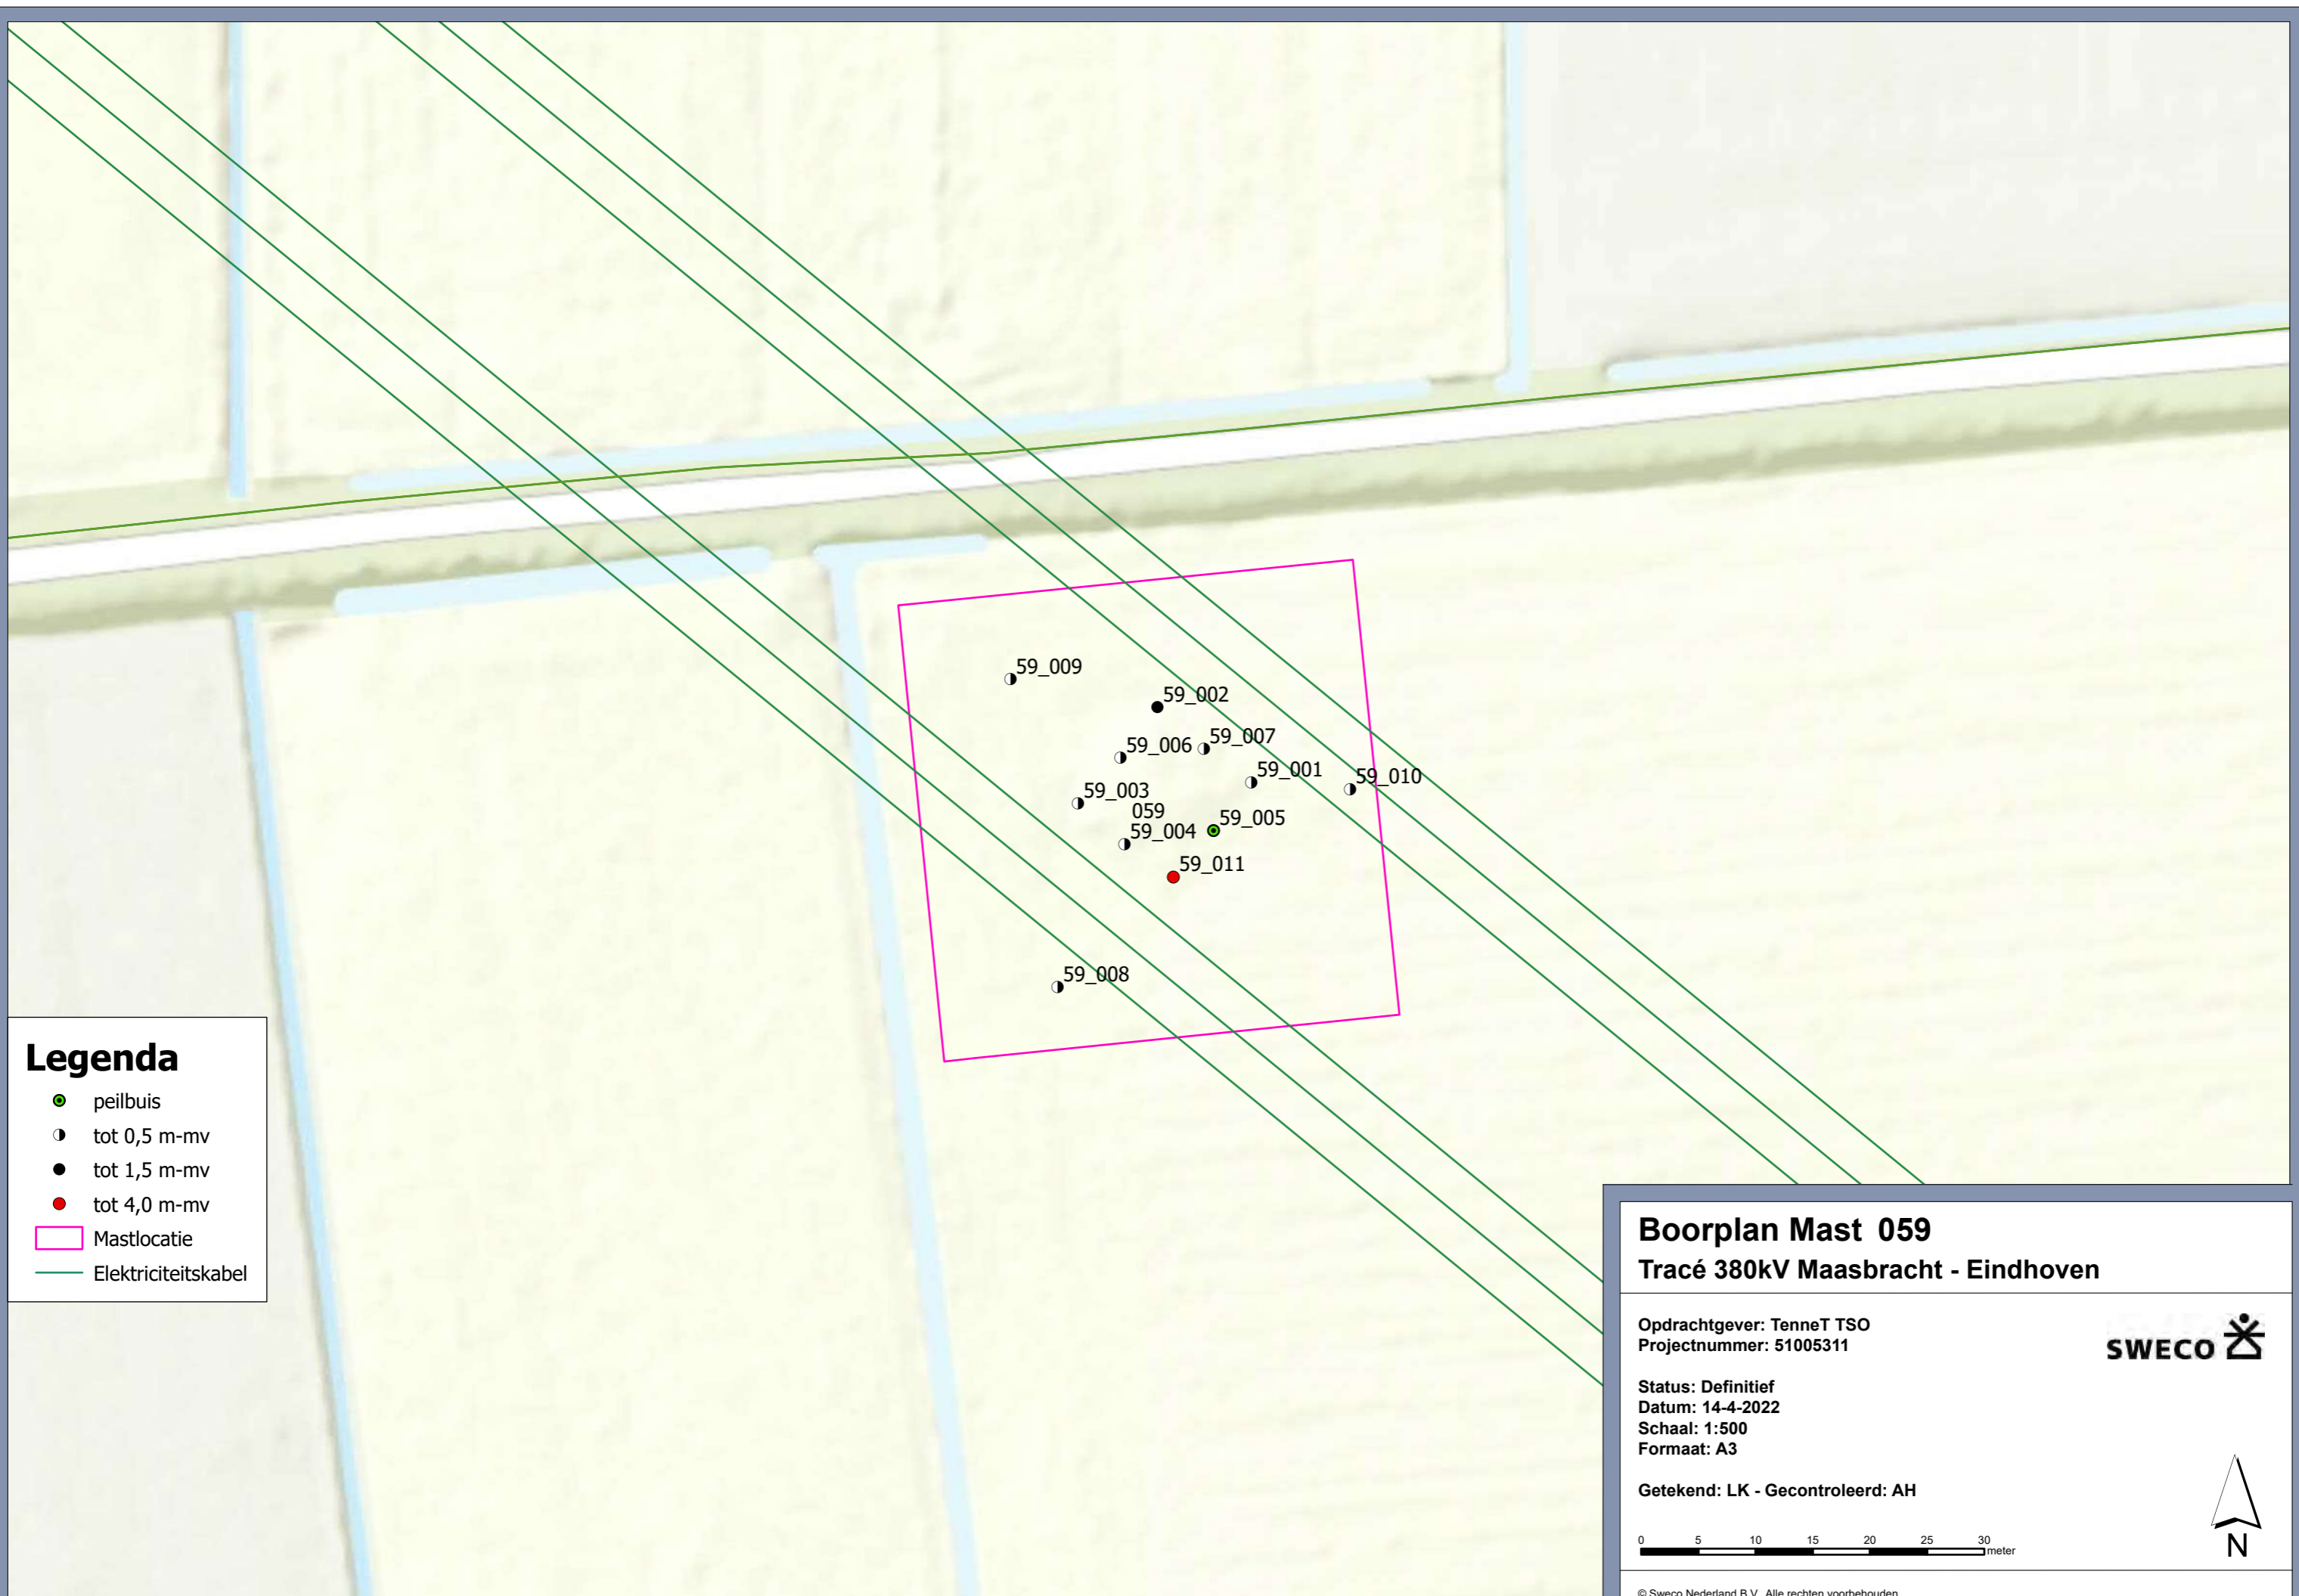 59_009
59_002
59_007
59_006
59_001
59_010
59_003
059
59_005
59_004
59_011
59_008
Legenda
peilbuis
tot 0,5 m-mv
tot 1,5 m-mv
tot 4,0 m-mv
Mastlocatie
Elektriciteitskabel
Boorplan Mast 059
Tracé 380kV Maasbracht - Eindhoven
Opdrachtgever: TenneT TSO
Projectnummer: 51005311
SWECO
Status: Definitief
Datum: 14-4-2022
Schaal: 1:500
Formaat: A3
Getekend: LK - Gecontroleerd: AH
0 5 10 15 20 25 30
meter
N
© Sweco Nederland B.V. Alle rechten voorbehouden